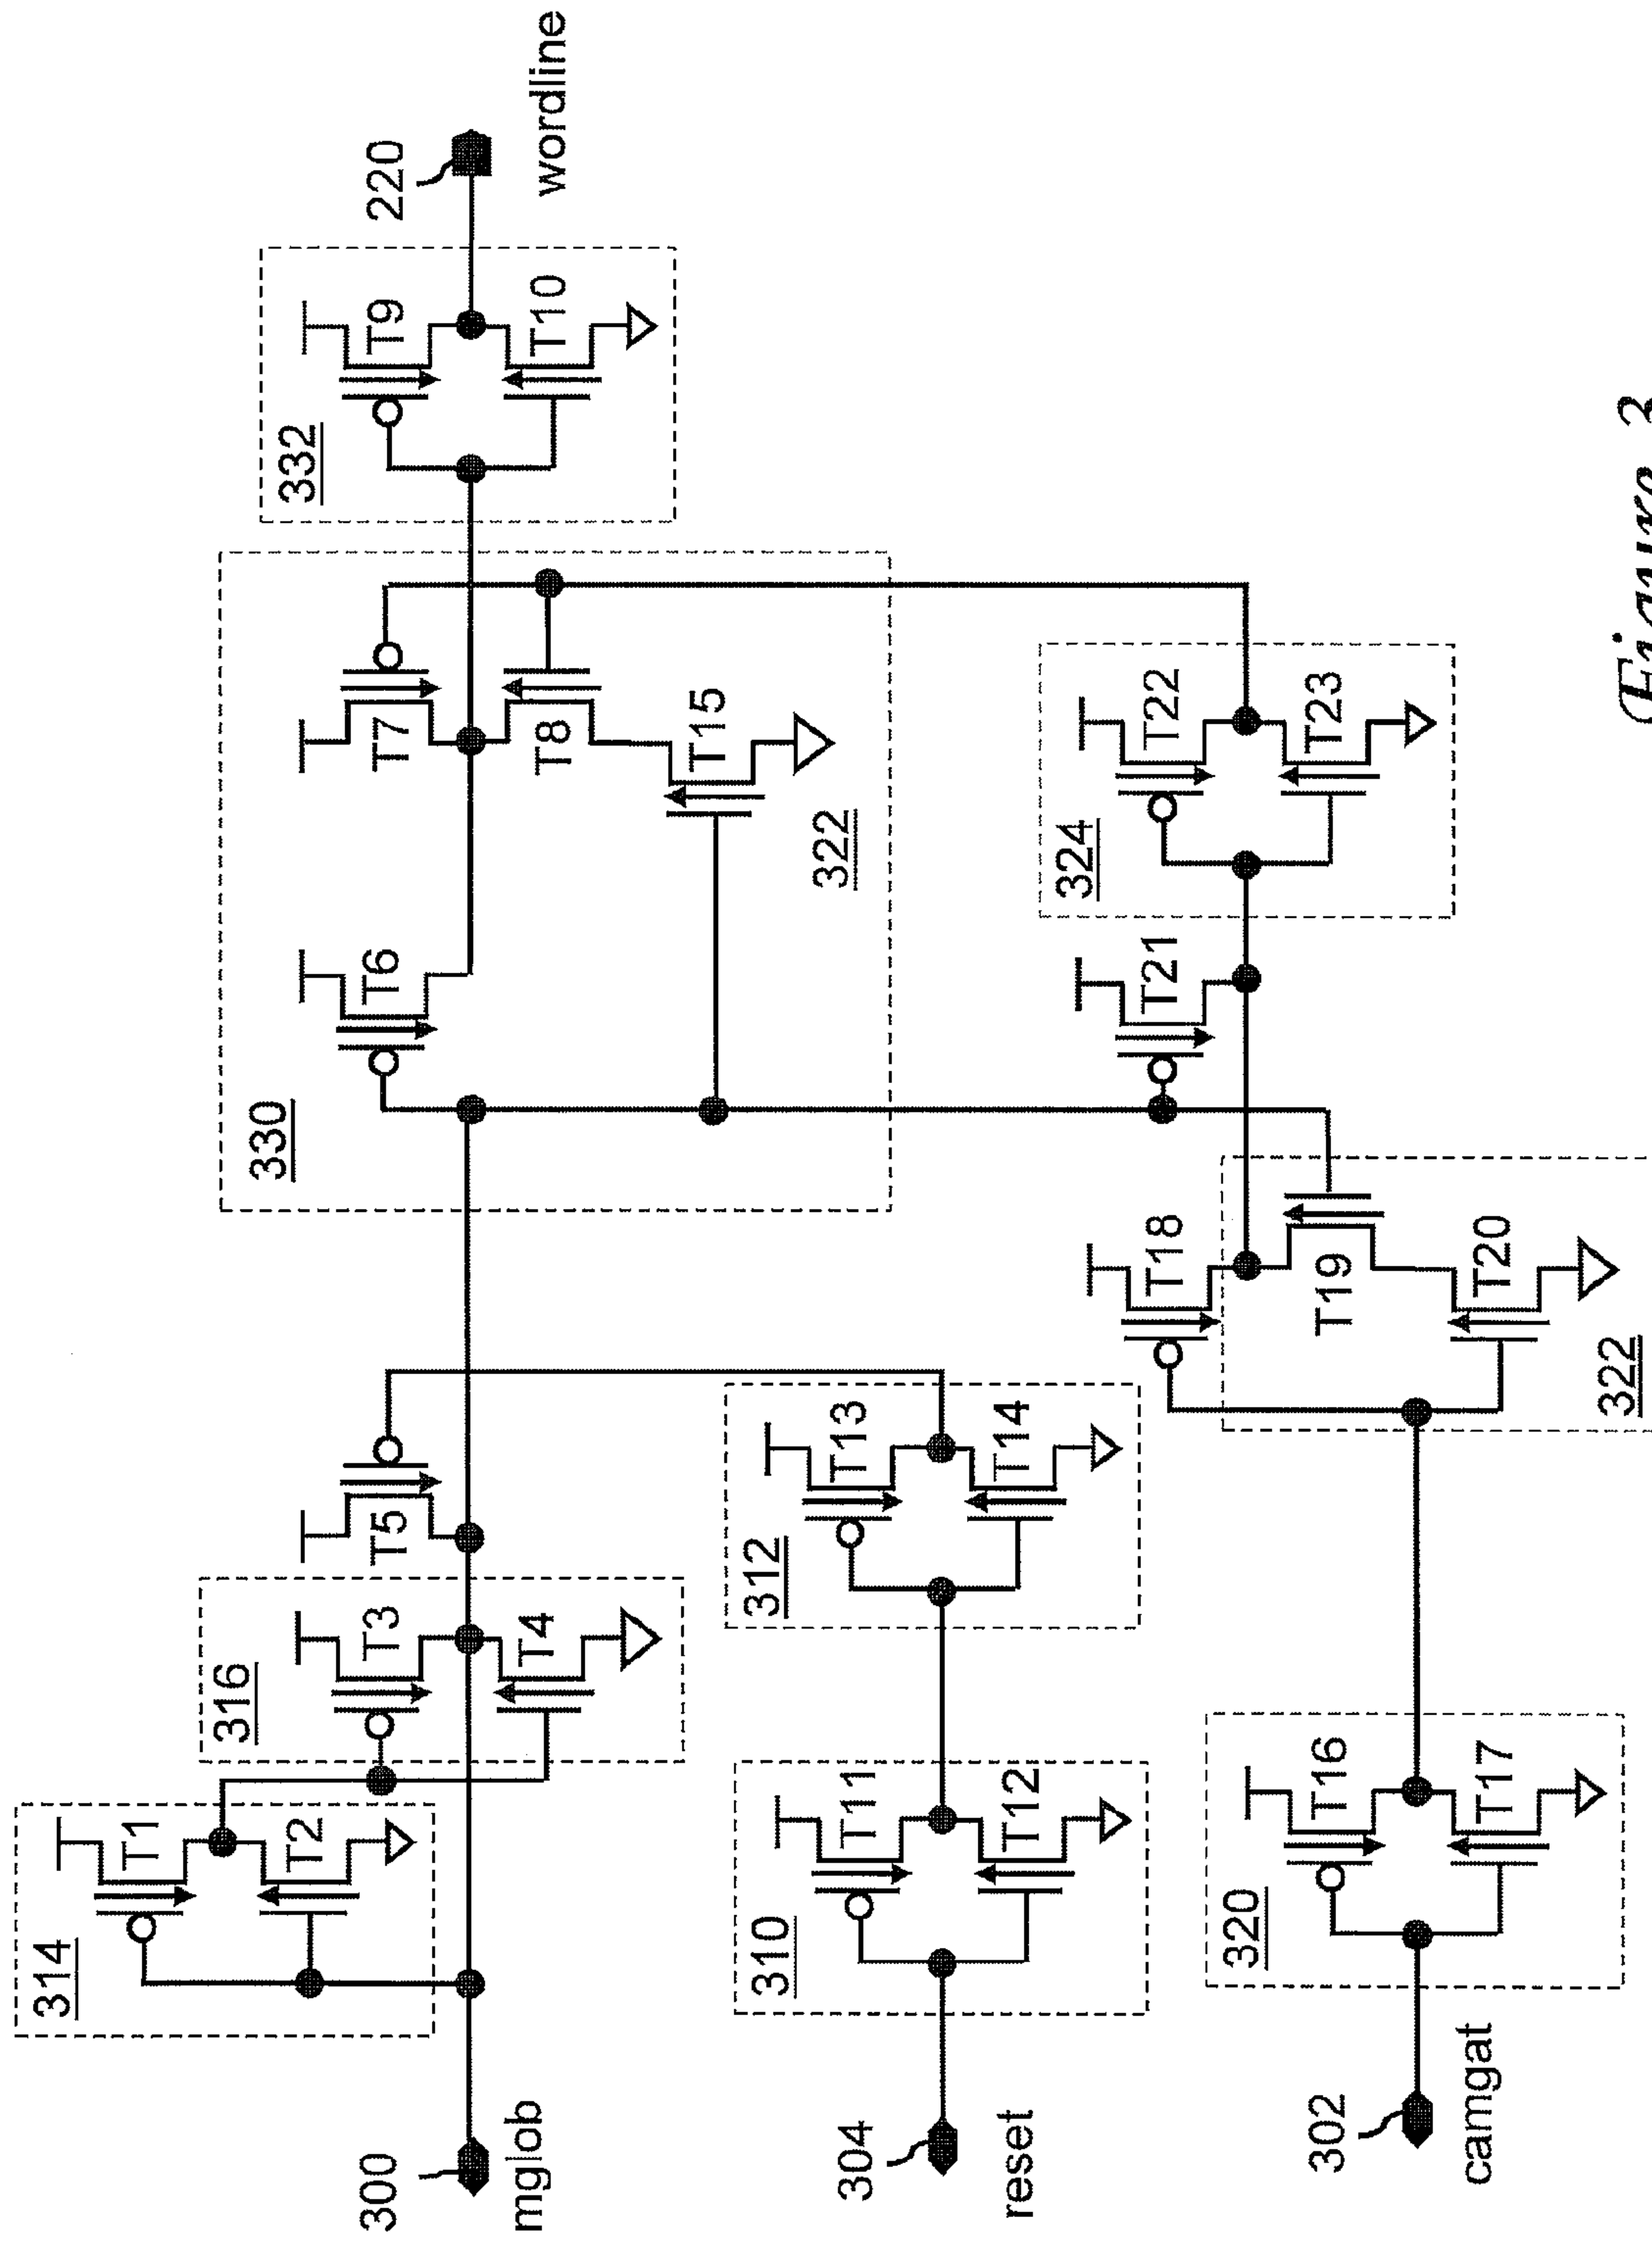 314
T1
T2
316
T3
T4
T5
330
T6
T7
T8
T15
322
332
T9
T10
220
wordline
300
mglob
310
T11
T12
312
T13
T14
304
reset
T18
T19
T20
322
T21
324
T22
T23
320
T16
T17
302
camgat
Figure 3